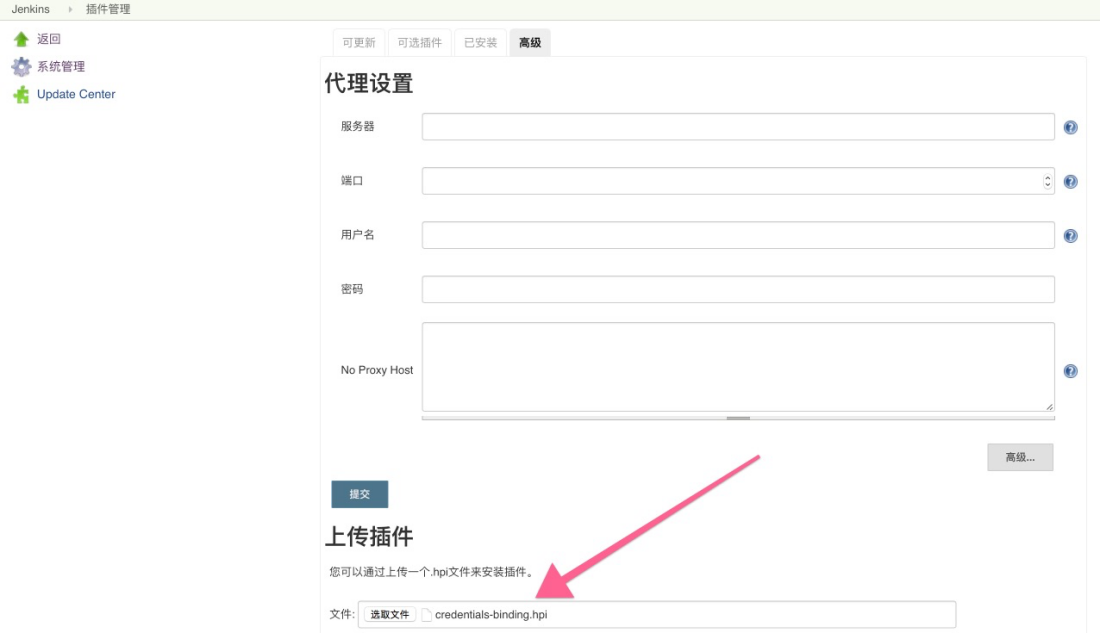 Jenkins 插件管理
返回
系统管理
Update Center
可更新 可选插件 已安装 高级
代理设置
服务器
端口
用户名
密码
No Proxy Host
高级...
提交
上传插件
您可以通过上传一个.hpi文件来安装插件。
文件: 选取文件 credentials-binding.hpi